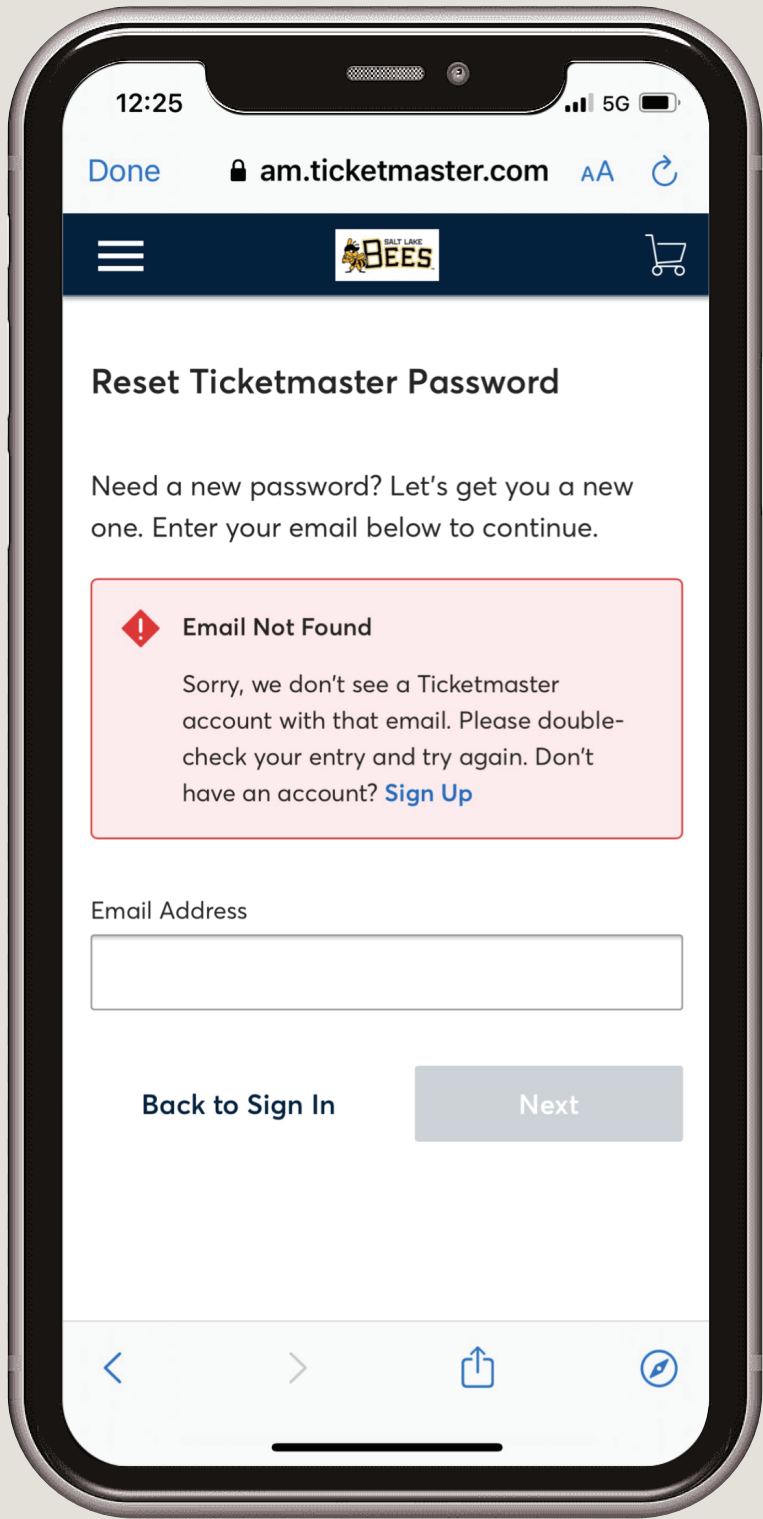 12:25
5G
Done
am.ticketmaster.com
AA
SALT LAKE
BEES
Reset Ticketmaster Password
Need a new password? Let's get you a new
one. Enter your email below to continue.
Email Not Found
Sorry, we don't see a Ticketmaster
account with that email. Please double-
check your entry and try again. Don't
have an account? Sign Up
Email Address
Back to Sign In
Next